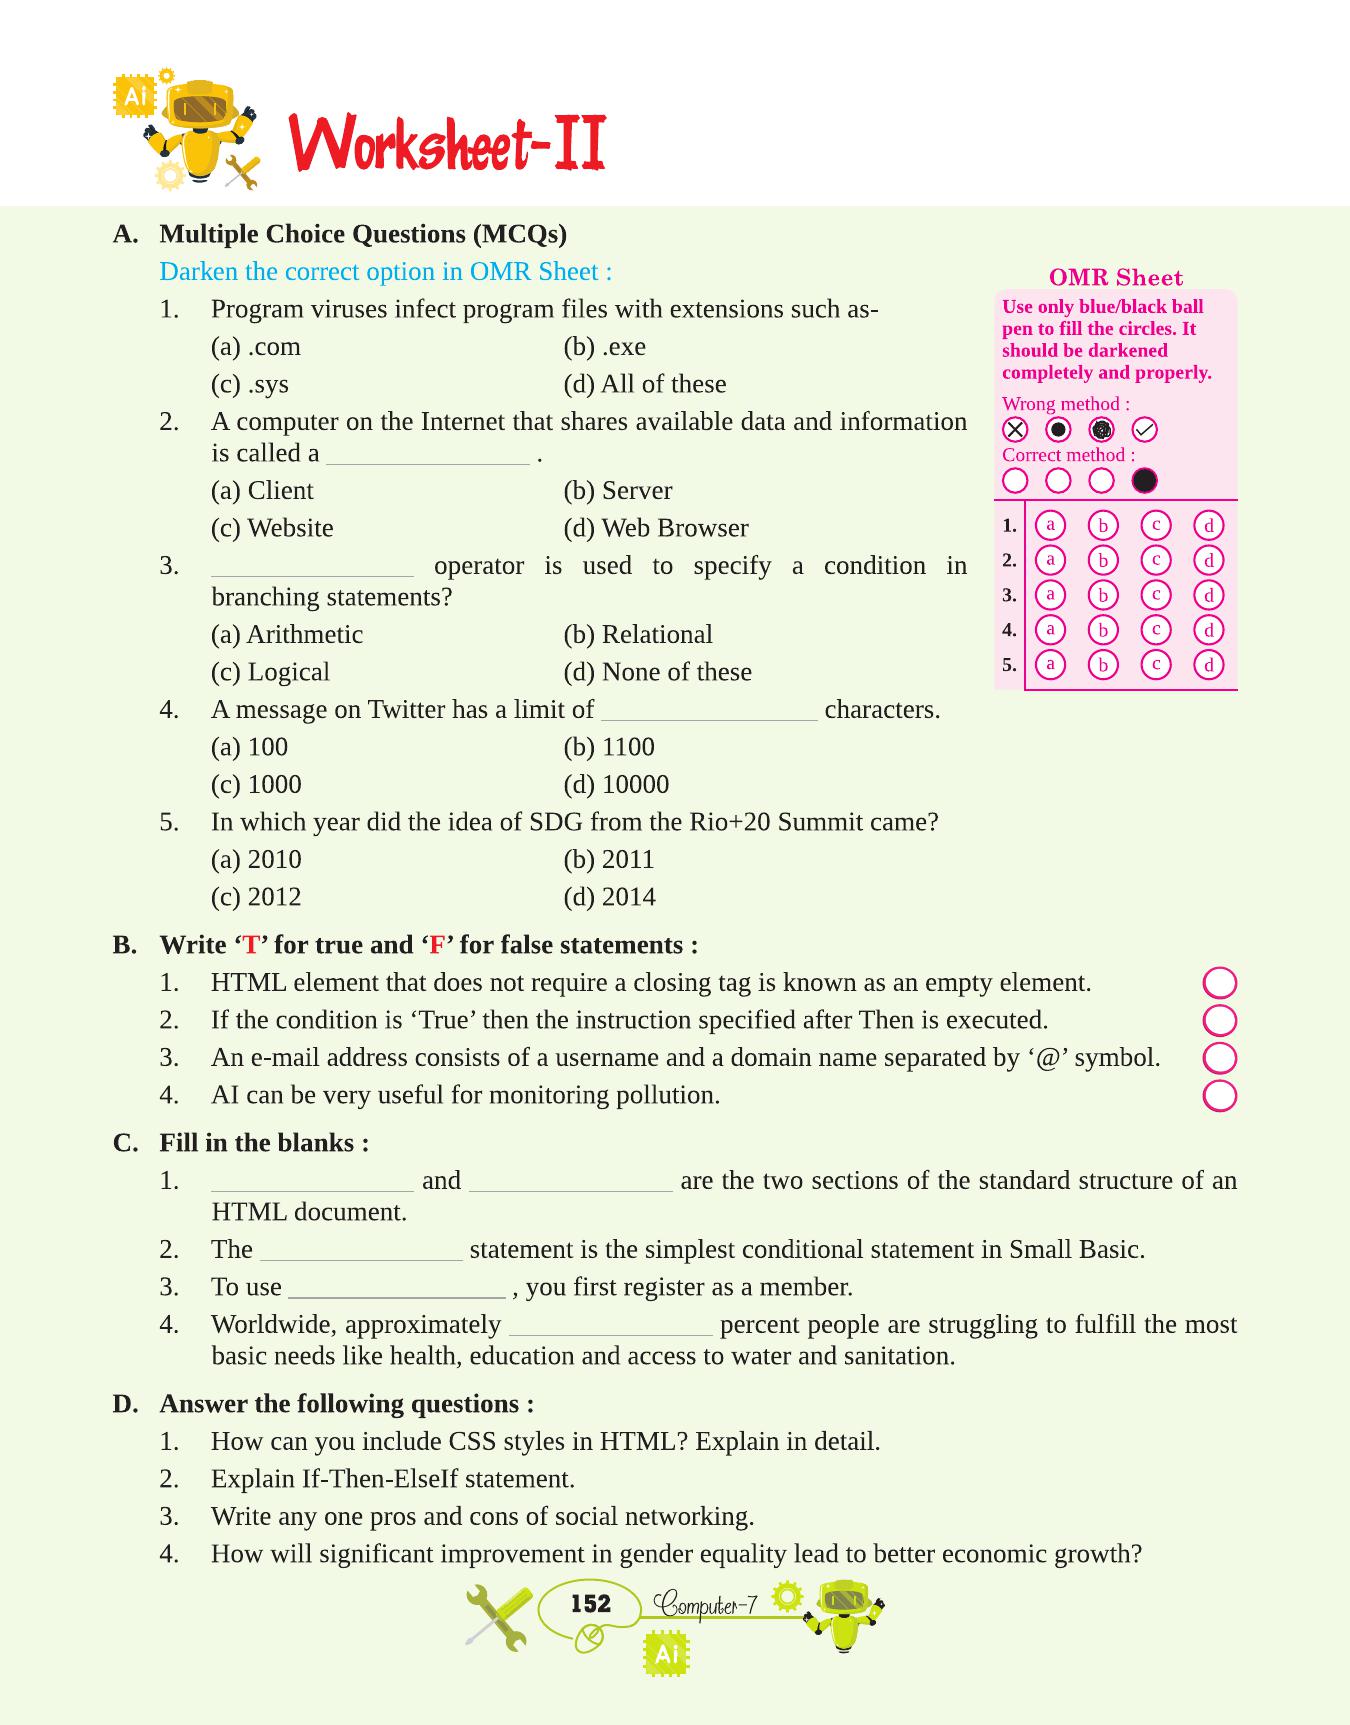 Ai
Worksheet-II
A. Multiple Choice Questions (MCQs)
Darken the correct option in OMR Sheet :
1. Program viruses infect program files with extensions such as-
(a) .com (b) .exe
(c) .sys (d) All of these
2. A computer on the Internet that shares available data and information
is called a _______________ .
(a) Client (b) Server
(c) Website (d) Web Browser
3. _______________ operator is used to specify a condition in
branching statements?
(a) Arithmetic (b) Relational
(c) Logical (d) None of these
4. A message on Twitter has a limit of ________________ characters.
(a) 100 (b) 1100
(c) 1000 (d) 10000
5. In which year did the idea of SDG from the Rio+20 Summit came?
(a) 2010 (b) 2011
(c) 2012 (d) 2014
OMR Sheet
Use only blue/black ball
pen to fill the circles. It
should be darkened
completely and properly.
Wrong method :
Correct method :
1. a b c d
2. a b c d
3. a b c d
4. a b c d
5. a b c d
B. Write ‘T’ for true and ‘F’ for false statements :
1. HTML element that does not require a closing tag is known as an empty element.
2. If the condition is ‘True’ then the instruction specified after Then is executed.
3. An e-mail address consists of a username and a domain name separated by ‘@’ symbol.
4. AI can be very useful for monitoring pollution.
C. Fill in the blanks :
1. _______________ and _______________ are the two sections of the standard structure of an
HTML document.
2. The _______________ statement is the simplest conditional statement in Small Basic.
3. To use ________________ , you first register as a member.
4. Worldwide, approximately _______________ percent people are struggling to fulfill the most
basic needs like health, education and access to water and sanitation.
D. Answer the following questions :
1. How can you include CSS styles in HTML? Explain in detail.
2. Explain If-Then-ElseIf statement.
3. Write any one pros and cons of social networking.
4. How will significant improvement in gender equality lead to better economic growth?
152 Computer-7
Ai